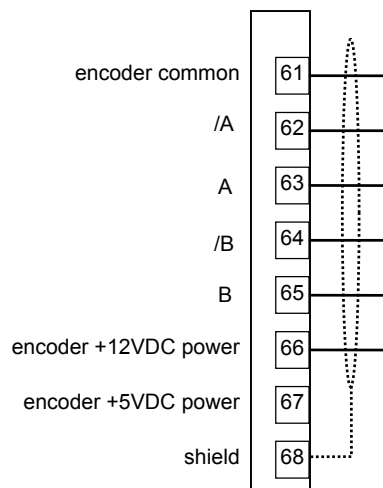 encoder common 61
/A 62
A 63
/B 64
B 65
encoder +12VDC power 66
encoder +5VDC power 67
shield 68